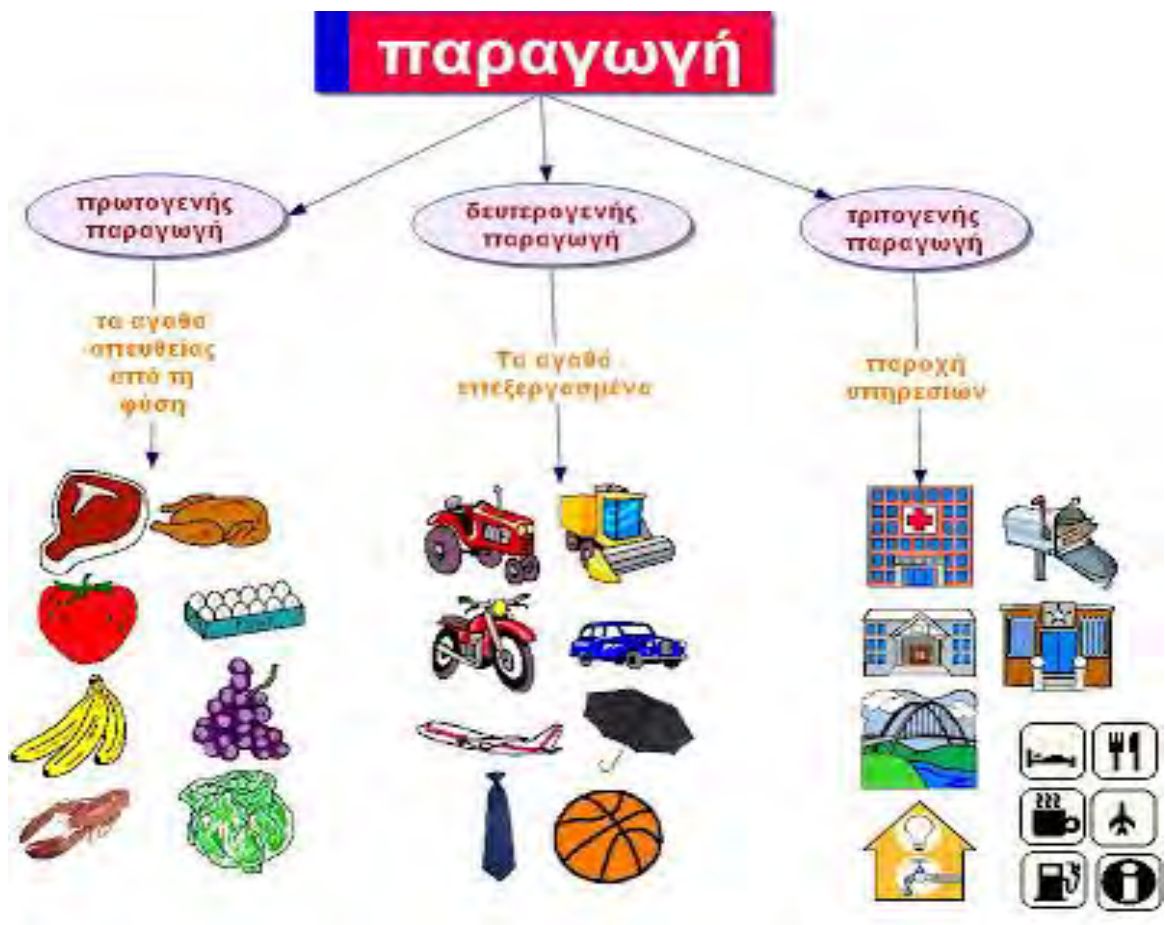 παραγωγή
πρωτογενής
παραγωγή
δευτερογενής
παραγωγή
τριτογενής
παραγωγή
τα αγαθά
απευθείας
από τη
φύση
Τα αγαθά
επεξεργασμένα
παροχή
υπηρεσιών